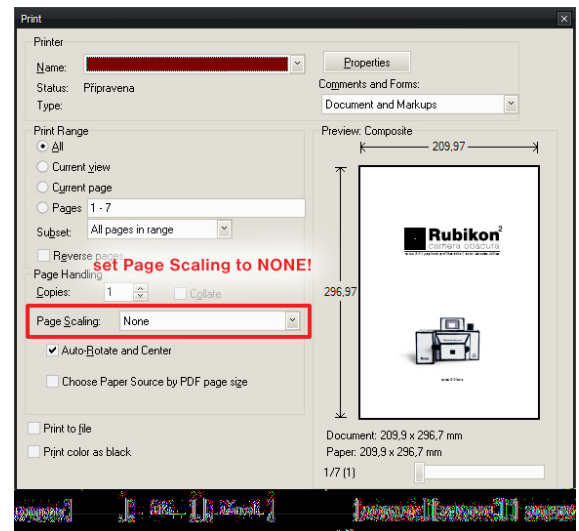 Print
Printer
Name:
Properties
Status: Připravena
Comments and Forms:
Type:
Document and Markups
Print Range
Preview: Composite
All
209,97
Current view
Current page
Pages 1 - 7
Subset: All pages in range
Rubikon2
camera obscura
Reverse pages
set Page Scaling to NONE!
Page Handling
Copies: 1
Collate
296,97
Page Scaling: None
Auto-Rotate and Center
Choose Paper Source by PDF page size
Print to file
Document: 209,9 x 296,7 mm
Print color as black
Paper: 209,9 x 296,7 mm
1/7 (1)